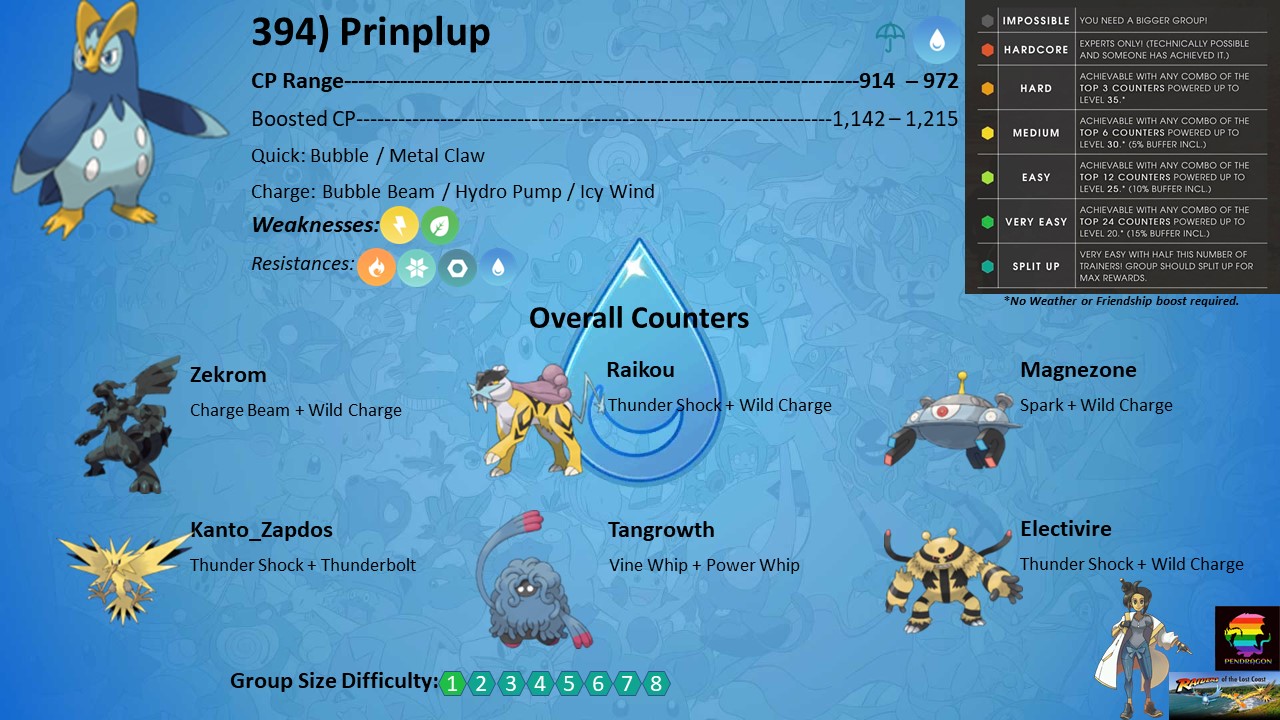 394) Prinplup
CP Range------------------------------------------------------------------------914 – 972
Boosted CP--------------------------------------------------------------------1,142 – 1,215
Quick: Bubble / Metal Claw
Charge: Bubble Beam / Hydro Pump / Icy Wind
Weaknesses:
Resistances:
IMPOSSIBLE YOU NEED A BIGGER GROUP!
HARDCORE EXPERTS ONLY! (TECHNICALLY POSSIBLE
AND SOMEONE HAS ACHIEVED IT.)
HARD ACHIEVABLE WITH ANY COMBO OF THE
TOP 3 COUNTERS POWERED UP TO
LEVEL 35.*
MEDIUM ACHIEVABLE WITH ANY COMBO OF THE
TOP 6 COUNTERS POWERED UP TO
LEVEL 30.* (5% BUFFER INCL.)
EASY ACHIEVABLE WITH ANY COMBO OF THE
TOP 12 COUNTERS POWERED UP TO
LEVEL 25.* (10% BUFFER INCL.)
VERY EASY ACHIEVABLE WITH ANY COMBO OF THE
TOP 24 COUNTERS POWERED UP TO
LEVEL 20.* (15% BUFFER INCL.)
SPLIT UP VERY EASY WITH HALF THIS NUMBER OF
TRAINERS! GROUP SHOULD SPLIT UP FOR
MAX REWARDS.
*No Weather or Friendship boost required.
Overall Counters
Zekrom
Charge Beam + Wild Charge
Raikou
Thunder Shock + Wild Charge
Magnezone
Spark + Wild Charge
Kanto_Zapdos
Thunder Shock + Thunderbolt
Tangrowth
Vine Whip + Power Whip
Electivire
Thunder Shock + Wild Charge
Group Size Difficulty: 1 2 3 4 5 6 7 8
PENDRAGON
RAIDERS of the Lost Coast